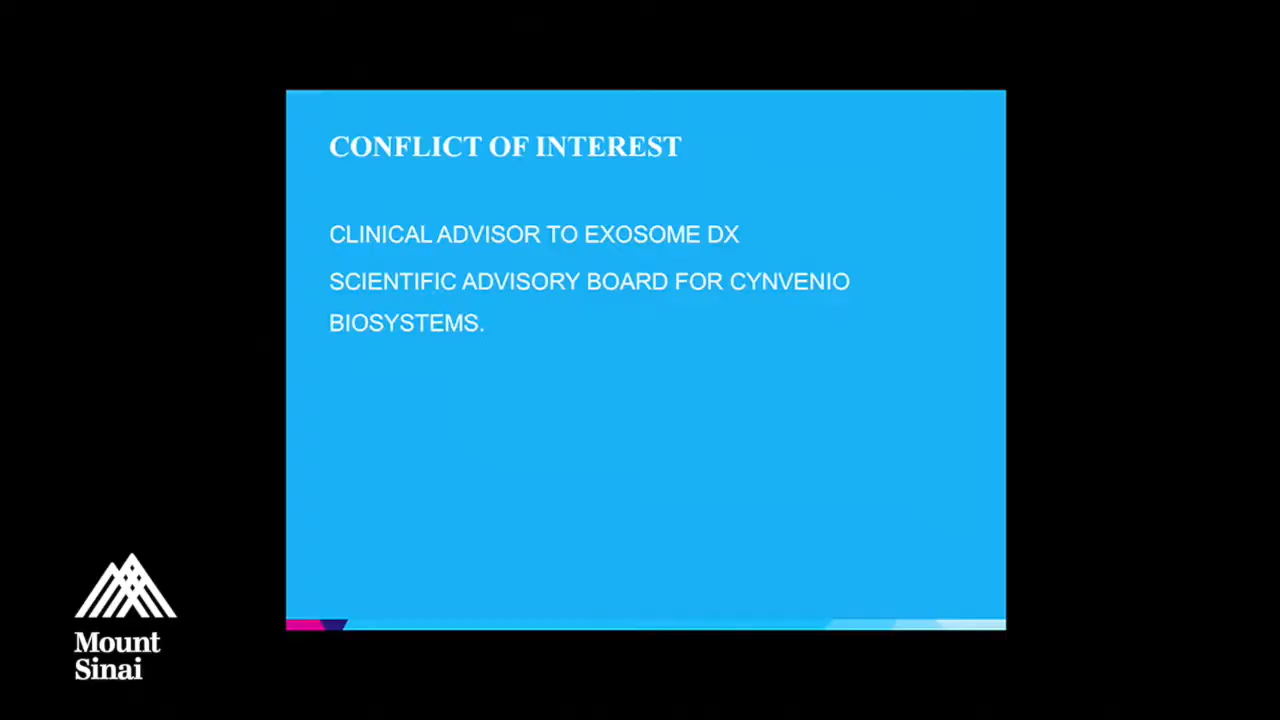 CONFLICT OF INTEREST
CLINICAL ADVISOR TO EXOSOME DX
SCIENTIFIC ADVISORY BOARD FOR CYNVENIO
BIOSYSTEMS.
Mount
Sinai